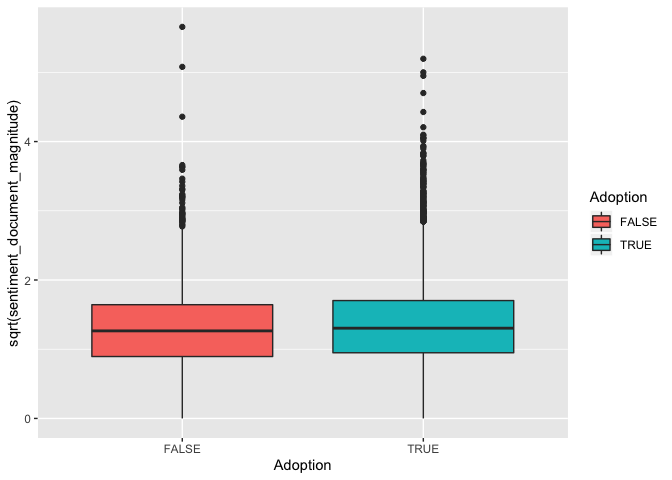 sqrt(sentiment_document_magnitude)
4
2
0
FALSE
TRUE
Adoption
Adoption
FALSE
TRUE